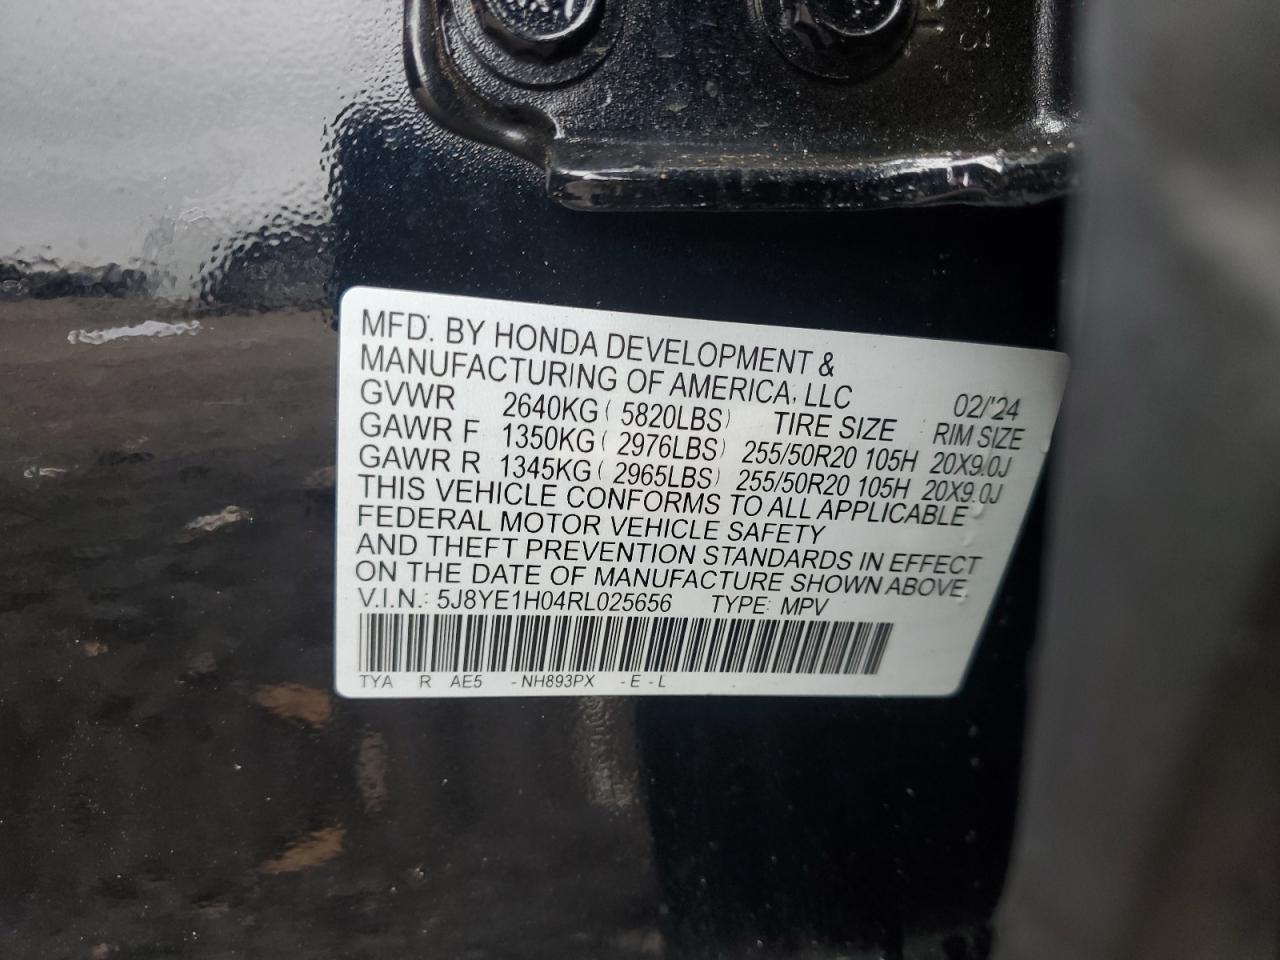 MFD. BY HONDA DEVELOPMENT &
MANUFACTURING OF AMERICA, LLC 02/'24
GVWR 2640KG ( 5820LBS) TIRE SIZE RIM SIZE
GAWR F 1350KG ( 2976LBS) 255/50R20 105H 20X9.0J
GAWR R 1345KG ( 2965LBS) 255/50R20 105H 20X9.0J
THIS VEHICLE CONFORMS TO ALL APPLICABLE
FEDERAL MOTOR VEHICLE SAFETY
AND THEFT PREVENTION STANDARDS IN EFFECT
ON THE DATE OF MANUFACTURE SHOWN ABOVE.
V.I.N.: 5J8YE1H04RL025656 TYPE: MPV
TYA R AE5 -NH893PX -E-L